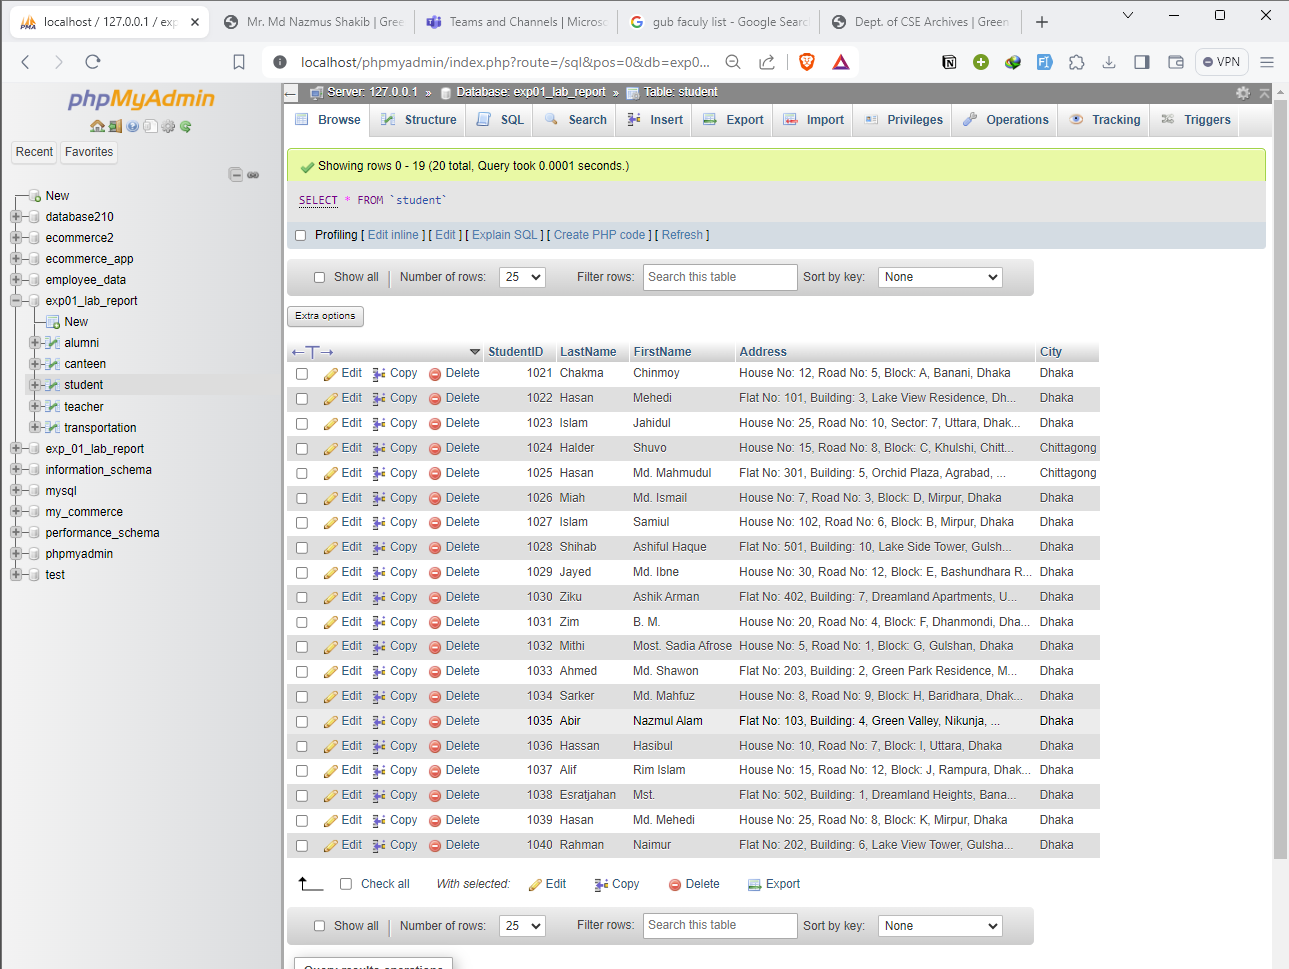 localhost / 127.0.0.1 / exp
Mr. Md Nazmus Shakib | Gree
Teams and Channels | Micros
gub faculy list - Google Searc
Dept. of CSE Archives | Green
localhost/phpmyadmin/index.php?route=/sql&pos=0&db=exp0...
VPN
phpMyAdmin
Recent Favorites
New
database210
ecommerce2
ecommerce_app
employee_data
exp01_lab_report
New
alumni
canteen
student
teacher
transportation
exp_01_lab_report
information_schema
mysql
my_commerce
performance_schema
phpmyadmin
test
Server: 127.0.0.1 » Database: exp01_lab_report » Table: student
Browse Structure SQL Search Insert Export Import Privileges Operations Tracking Triggers
Showing rows 0 - 19 (20 total, Query took 0.0001 seconds.)
SELECT * FROM `student`
Profiling [ Edit inline ] [ Edit ] [ Explain SQL ] [ Create PHP code ] [ Refresh ]
Show all | Number of rows: 25 Filter rows: Search this table Sort by key: None
Extra options
←T→ StudentID LastName FirstName Address City
Edit Copy Delete 1021 Chakma Chinmoy House No: 12, Road No: 5, Block: A, Banani, Dhaka Dhaka
Edit Copy Delete 1022 Hasan Mehedi Flat No: 101, Building: 3, Lake View Residence, Dh... Dhaka
Edit Copy Delete 1023 Islam Jahidul House No: 25, Road No: 10, Sector: 7, Uttara, Dhak... Dhaka
Edit Copy Delete 1024 Halder Shuvo House No: 15, Road No: 8, Block: C, Khulshi, Chitt... Chittagong
Edit Copy Delete 1025 Hasan Md. Mahmudul Flat No: 301, Building: 5, Orchid Plaza, Agrabad, ... Chittagong
Edit Copy Delete 1026 Miah Md. Ismail House No: 7, Road No: 3, Block: D, Mirpur, Dhaka Dhaka
Edit Copy Delete 1027 Islam Samiul House No: 102, Road No: 6, Block: B, Mirpur, Dhaka Dhaka
Edit Copy Delete 1028 Shihab Ashiful Haque Flat No: 501, Building: 10, Lake Side Tower, Gulsh... Dhaka
Edit Copy Delete 1029 Jayed Md. Ibne House No: 30, Road No: 12, Block: E, Bashundhara R... Dhaka
Edit Copy Delete 1030 Ziku Ashik Arman Flat No: 402, Building: 7, Dreamland Apartments, U... Dhaka
Edit Copy Delete 1031 Zim B. M. House No: 20, Road No: 4, Block: F, Dhanmondi, Dha... Dhaka
Edit Copy Delete 1032 Mithi Most. Sadia Afrose House No: 5, Road No: 1, Block: G, Gulshan, Dhaka Dhaka
Edit Copy Delete 1033 Ahmed Md. Shawon Flat No: 203, Building: 2, Green Park Residence, M... Dhaka
Edit Copy Delete 1034 Sarker Md. Mahfuz House No: 8, Road No: 9, Block: H, Baridhara, Dhak... Dhaka
Edit Copy Delete 1035 Abir Nazmul Alam Flat No: 103, Building: 4, Green Valley, Nikunja, ... Dhaka
Edit Copy Delete 1036 Hassan Hasibul House No: 10, Road No: 7, Block: I, Uttara, Dhaka Dhaka
Edit Copy Delete 1037 Alif Rim Islam House No: 15, Road No: 12, Block: J, Rampura, Dhak... Dhaka
Edit Copy Delete 1038 Esratjahan Mst. Flat No: 502, Building: 1, Dreamland Heights, Bana... Dhaka
Edit Copy Delete 1039 Hasan Md. Mehedi House No: 25, Road No: 8, Block: K, Mirpur, Dhaka Dhaka
Edit Copy Delete 1040 Rahman Naimur Flat No: 202, Building: 6, Lake View Tower, Gulsha... Dhaka
Check all With selected: Edit Copy Delete Export
Show all | Number of rows: 25 Filter rows: Search this table Sort by key: None
Query results operations